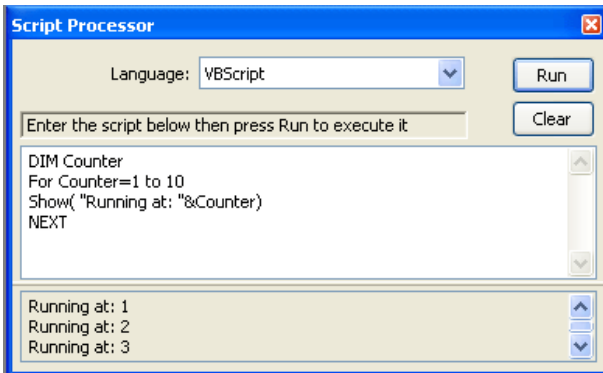 Script Processor
Language: VBScript
Run
Enter the script below then press Run to execute it
Clear
DIM Counter
For Counter=1 to 10
Show( "Running at: "&Counter)
NEXT
Running at: 1
Running at: 2
Running at: 3